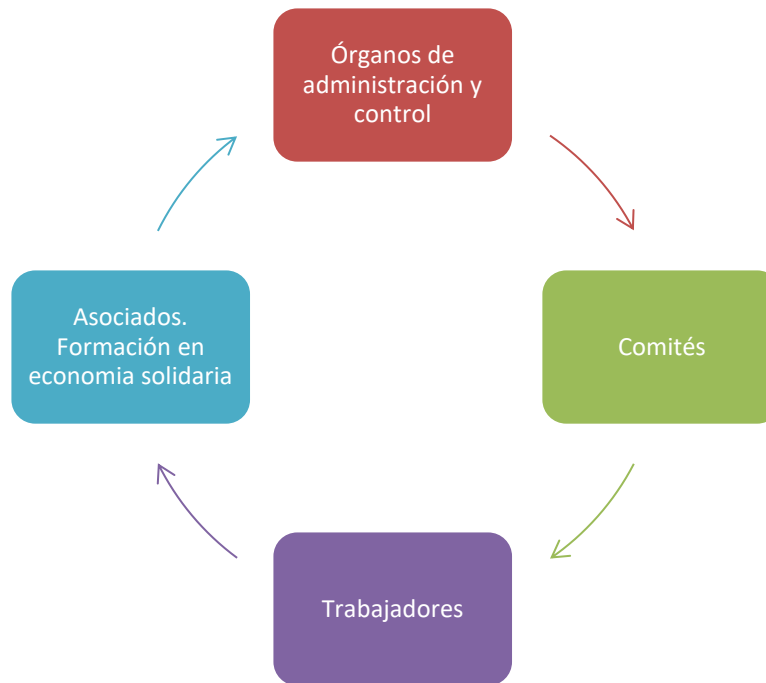 Órganos de
administración y
control
Asociados.
Formación en
economia solidaria
Comités
Trabajadores